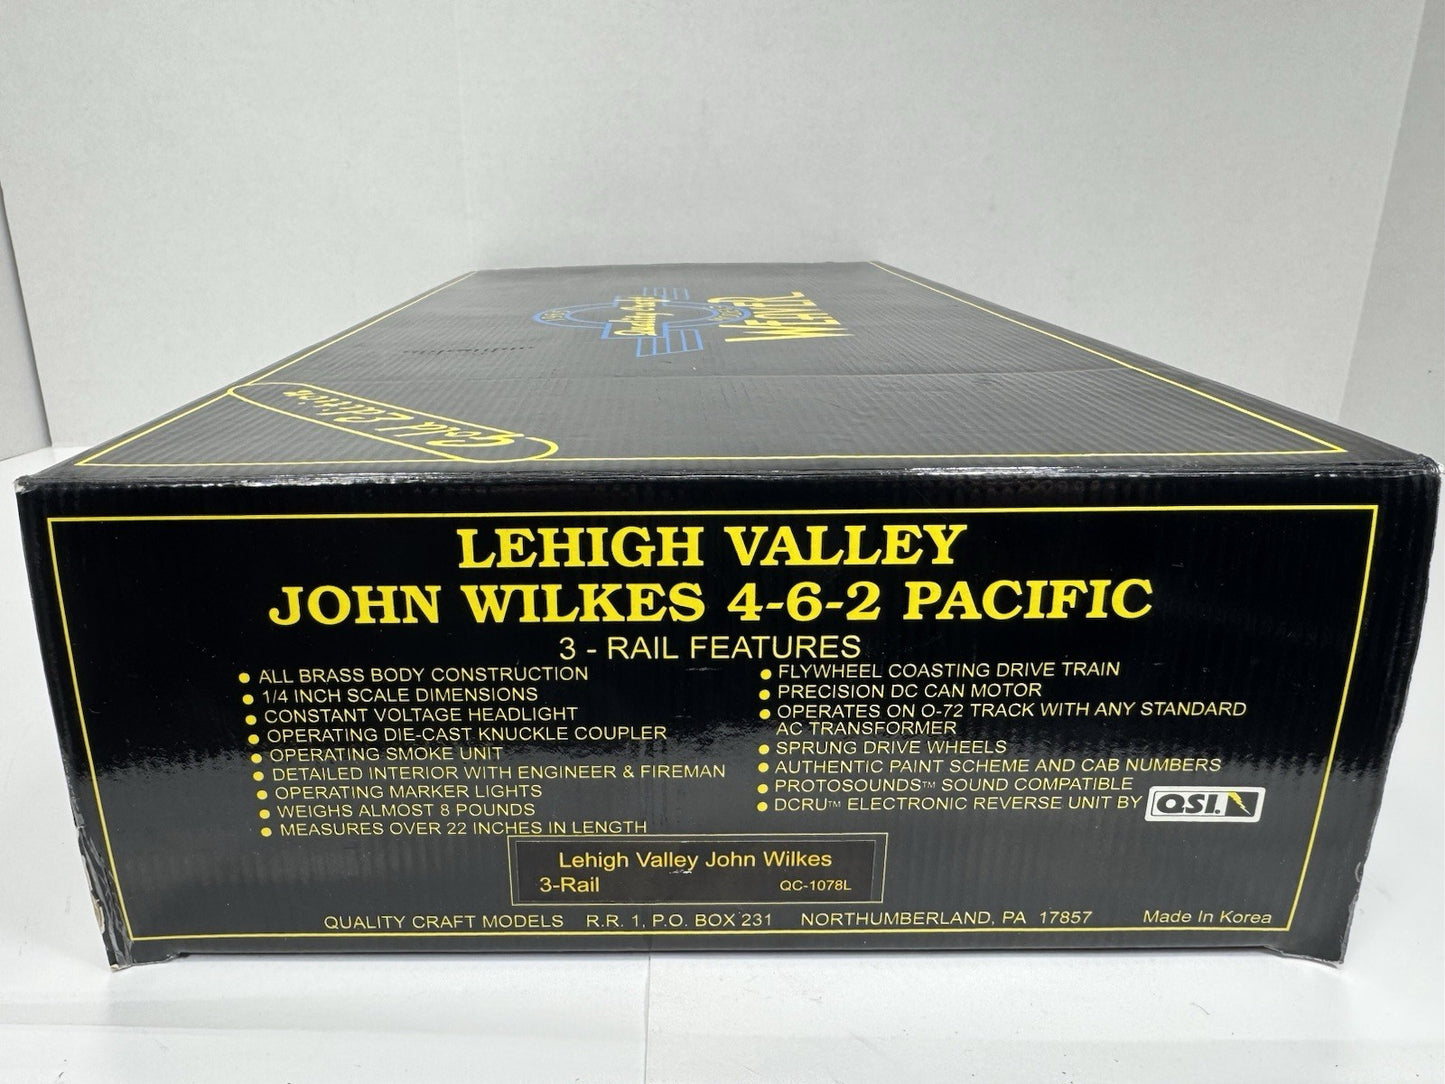 Quality Craft
WEAVER
Gold Edition
LEHIGH VALLEY
JOHN WILKES 4-6-2 PACIFIC
3 - RAIL FEATURES
● ALL BRASS BODY CONSTRUCTION
● 1/4 INCH SCALE DIMENSIONS
● CONSTANT VOLTAGE HEADLIGHT
● OPERATING DIE-CAST KNUCKLE COUPLER
● OPERATING SMOKE UNIT
● DETAILED INTERIOR WITH ENGINEER & FIREMAN
● OPERATING MARKER LIGHTS
● WEIGHS ALMOST 8 POUNDS
● MEASURES OVER 22 INCHES IN LENGTH
● FLYWHEEL COASTING DRIVE TRAIN
● PRECISION DC CAN MOTOR
● OPERATES ON O-72 TRACK WITH ANY STANDARD
AC TRANSFORMER
● SPRUNG DRIVE WHEELS
● AUTHENTIC PAINT SCHEME AND CAB NUMBERS
● PROTOSOUNDS™ SOUND COMPATIBLE
● DCRU™ ELECTRONIC REVERSE UNIT BY QSI.
Lehigh Valley John Wilkes
3-Rail QC-1078L
QUALITY CRAFT MODELS R.R. 1, P.O. BOX 231 NORTHUMBERLAND, PA 17857 Made In Korea